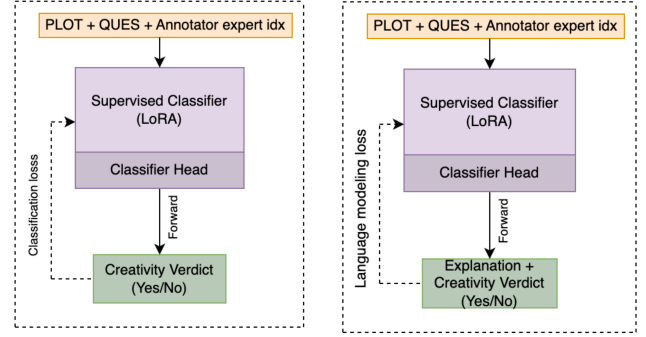 PLOT + QUES + Annotator expert idx
Supervised Classifier
(LoRA)
Classifier Head
Classification losss
Forward
Creativity Verdict
(Yes/No)
PLOT + QUES + Annotator expert idx
Supervised Classifier
(LoRA)
Classifier Head
Language modeling loss
Forward
Explanation +
Creativity Verdict
(Yes/No)